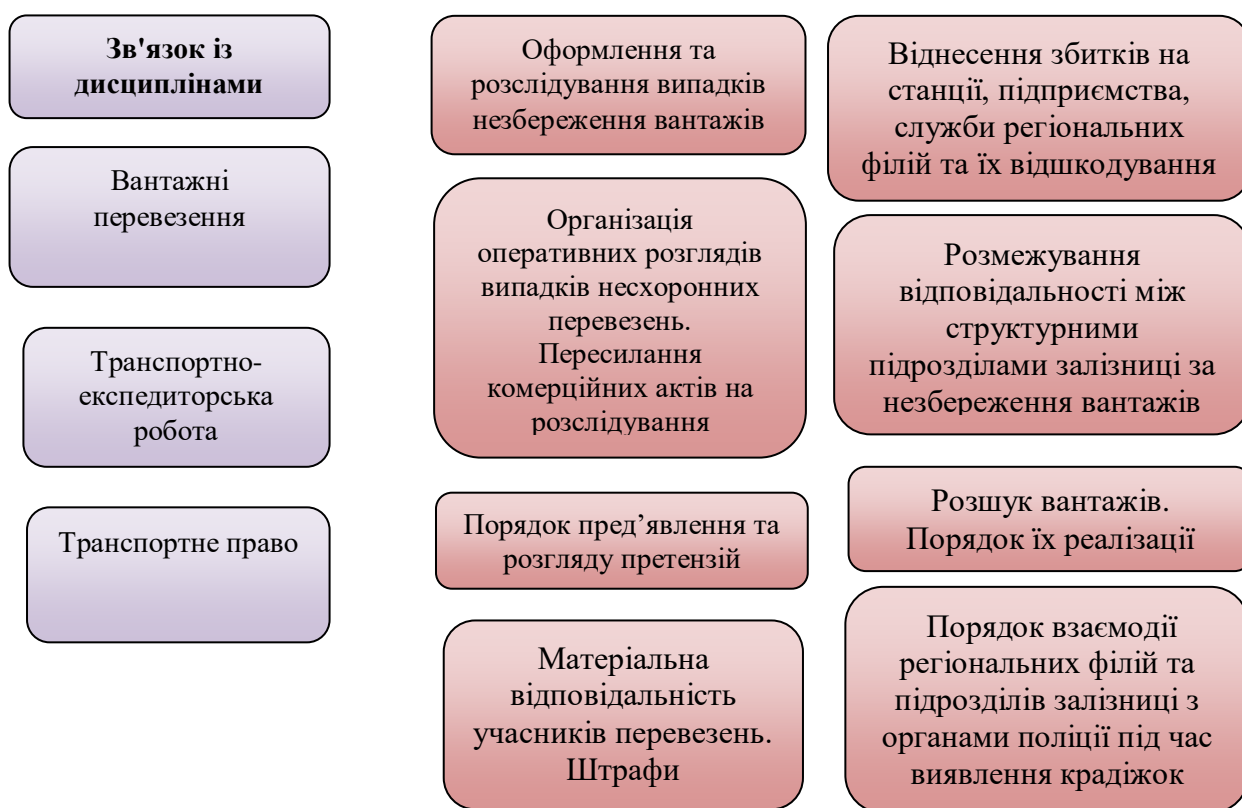 Зв'язок із
дисциплінами
Вантажні
перевезення
Транспортно-
експедиторська
робота
Транспортне право
Оформлення та
розслідування випадків
незбереження вантажів
Організація
оперативних розглядів
випадків несхоронних
перевезень.
Пересилання
комерційних актів на
розслідування
Порядок пред’явлення та
розгляду претензій
Матеріальна
відповідальність
учасників перевезень.
Штрафи
Віднесення збитків на
станції, підприємства,
служби регіональних
філій та їх відшкодування
Розмежування
відповідальності між
структурними
підрозділами залізниці за
незбереження вантажів
Розшук вантажів.
Порядок їх реалізації
Порядок взаємодії
регіональних філій та
підрозділів залізниці з
органами поліції під час
виявлення крадіжок